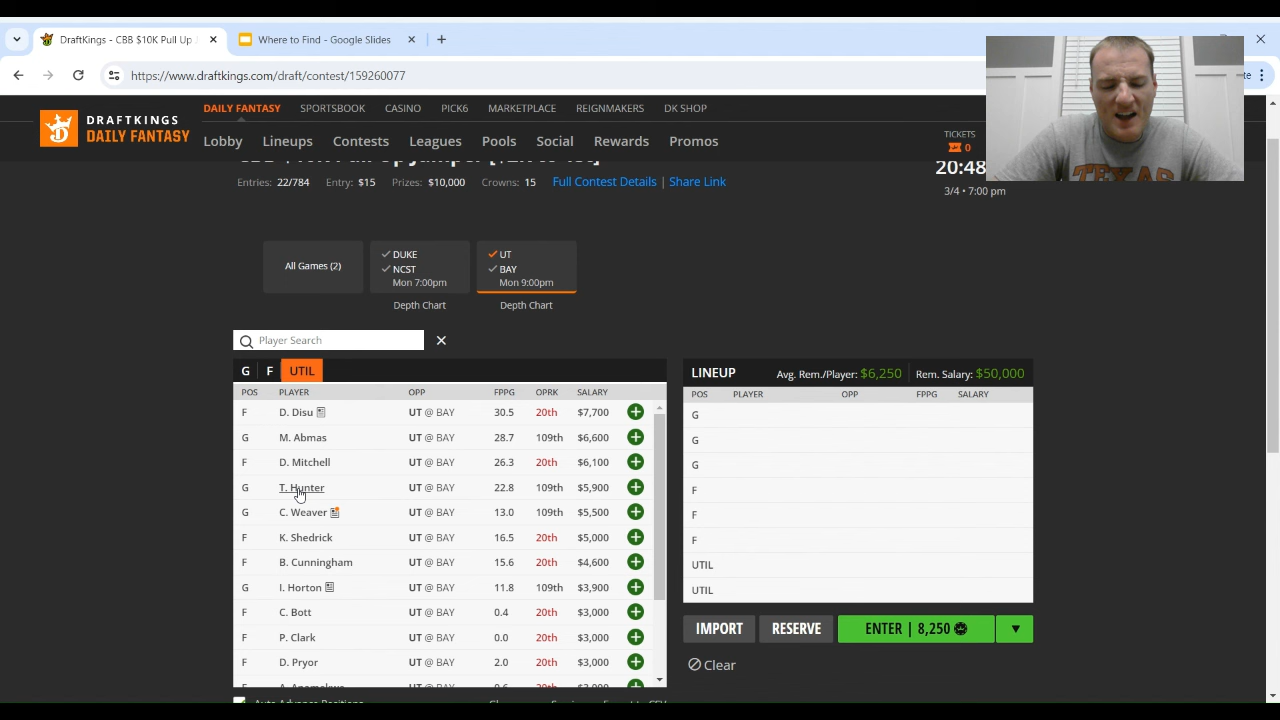 DraftKings - CBB $10K Pull Up
Where to Find - Google Slides
https://www.draftkings.com/draft/contest/159260077
DRAFTKINGS
DAILY FANTASY
DAILY FANTASY SPORTSBOOK CASINO PICK6 MARKETPLACE REIGNMAKERS DK SHOP
Lobby Lineups Contests Leagues Pools Social Rewards Promos
TICKETS
0
TEXAS
Entries: 22/784 Entry: $15 Prizes: $10,000 Crowns: 15 Full Contest Details | Share Link
20:48
3/4 • 7:00 pm
All Games (2)
DUKE
NCST
Mon 7:00pm
UT
BAY
Mon 9:00pm
Depth Chart Depth Chart
Player Search
G F UTIL
POS PLAYER OPP FPPG OPRK SALARY
F D. Disu UT @ BAY 30.5 20th $7,700
G M. Abmas UT @ BAY 28.7 109th $6,600
F D. Mitchell UT @ BAY 26.3 20th $6,100
G T. Hunter UT @ BAY 22.8 109th $5,900
G C. Weaver UT @ BAY 13.0 109th $5,500
F K. Shedrick UT @ BAY 16.5 20th $5,000
F B. Cunningham UT @ BAY 15.6 20th $4,600
G I. Horton UT @ BAY 11.8 109th $3,900
F C. Bott UT @ BAY 0.4 20th $3,000
F P. Clark UT @ BAY 0.0 20th $3,000
F D. Pryor UT @ BAY 2.0 20th $3,000
LINEUP Avg. Rem./Player: $6,250 Rem. Salary: $50,000
POS PLAYER OPP FPPG SALARY
G
G
G
F
F
F
UTIL
UTIL
IMPORT RESERVE ENTER | 8,250
Clear